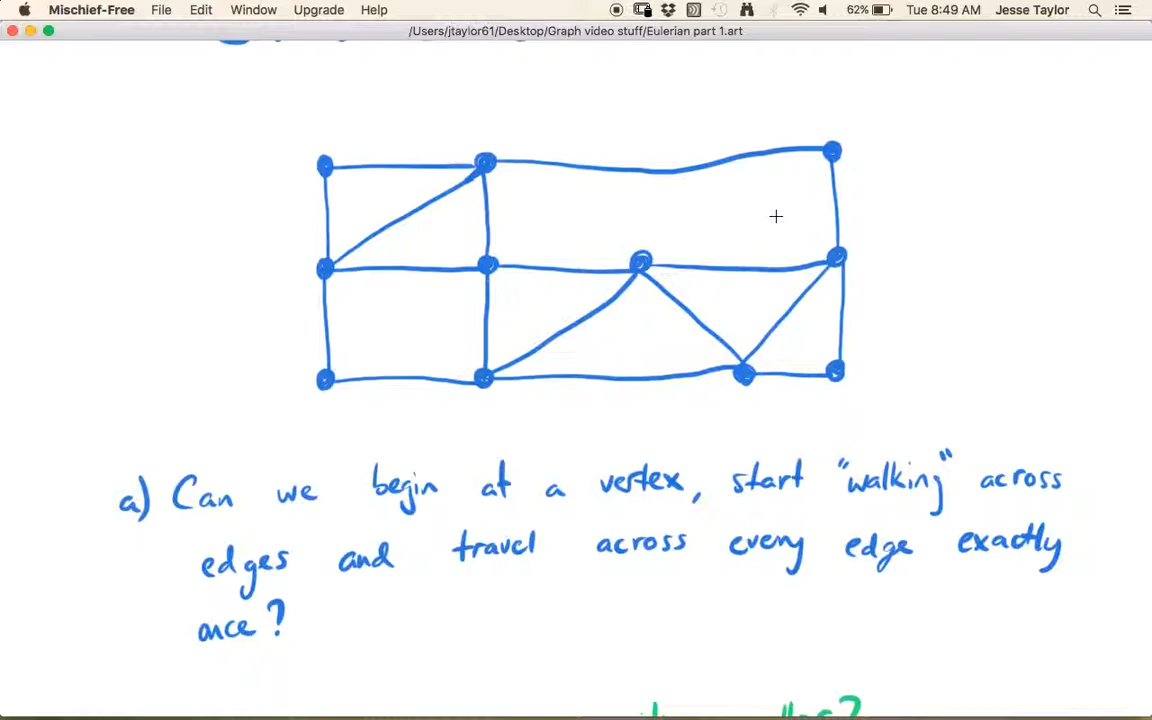 Mischief-Free File Edit Window Upgrade Help 62% Tue 8:49 AM Jesse Taylor
/Users/jtaylor61/Desktop/Graph video stuff/Eulerian part 1.art
a) Can we begin at a vertex, start "walking" across
edges and travel across every edge exactly
once?